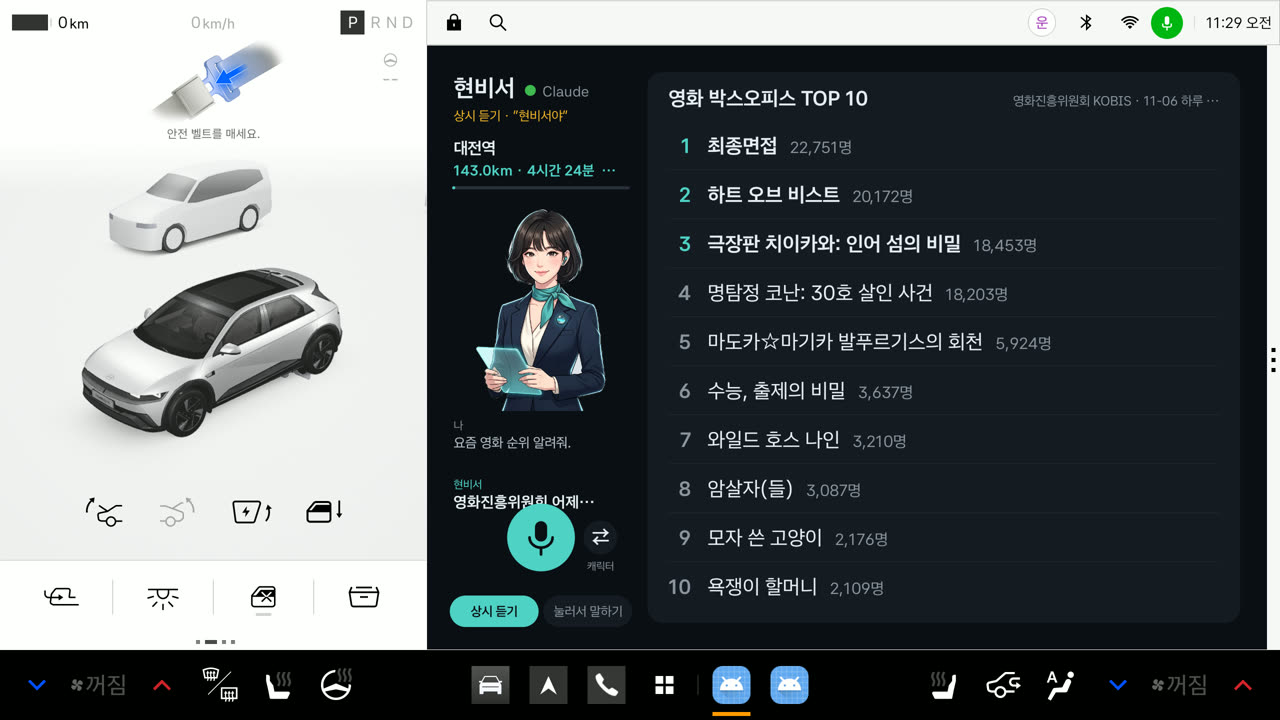 0 km
0 km/h
P R N D
안전 벨트를 매세요.
운
11:29 오전
현비서
Claude
상시 듣기 · "현비서야"
대전역
143.0km · 4시간 24분 ···
나
요즘 영화 순위 알려줘.
현비서
영화진흥위원회 어제···
캐릭터
상시 듣기
눌러서 말하기
영화 박스오피스 TOP 10
영화진흥위원회 KOBIS · 11-06 하루 ···
1 최종면접 22,751명
2 하트 오브 비스트 20,172명
3 극장판 치이카와: 인어 섬의 비밀 18,453명
4 명탐정 코난: 30호 살인 사건 18,203명
5 마도카☆마기카 발푸르기스의 회천 5,924명
6 수능, 출제의 비밀 3,637명
7 와일드 호스 나인 3,210명
8 암살자(들) 3,087명
9 모자 쓴 고양이 2,176명
10 욕쟁이 할머니 2,109명
꺼짐
A
꺼짐